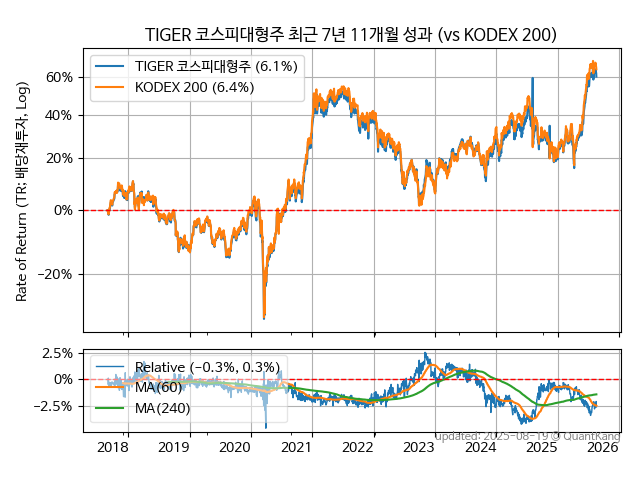 TIGER 코스피대형주 최근 7년 11개월 성과 (vs KODEX 200)
TIGER 코스피대형주 (6.1%)
KODEX 200 (6.4%)
Rate of Return (TR: 배당재투자, Log)
60%
40%
20%
0%
−20%
2.5%
0%
−2.5%
Relative (−0.3%, 0.3%)
MA(60)
MA(240)
2018 2019 2020 2021 2022 2023 2024 2025 2026
updated: 2025-08-19 © QuantKang